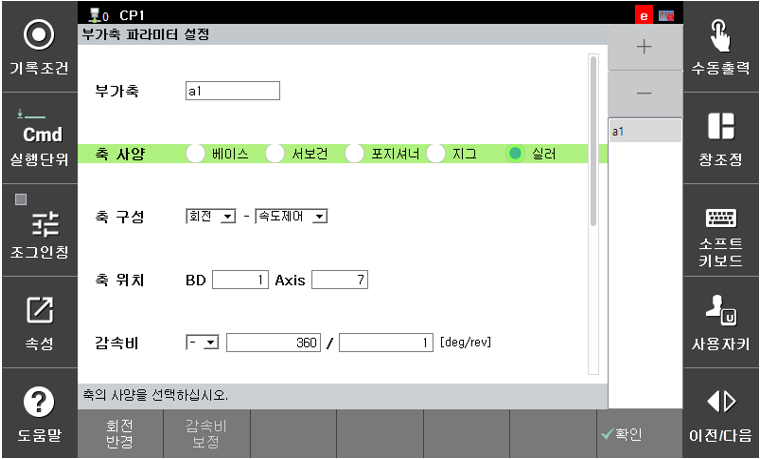 0 CP1
e
부가축 파라미터 설정
기록조건
Cmd
실행단위
조그인칭
속성
도움말
부가축 a1
축 사양 베이스 서보건 포지셔너 지그 실러
축 구성 회전 - 속도제어
축 위치 BD 1 Axis 7
감속비 - 360 / 1 [deg/rev]
축의 사양을 선택하십시오.
회전
반경
감속비
보정
확인
+
-
a1
수동출력
창조정
소프트
키보드
U
사용자키
이전/다음